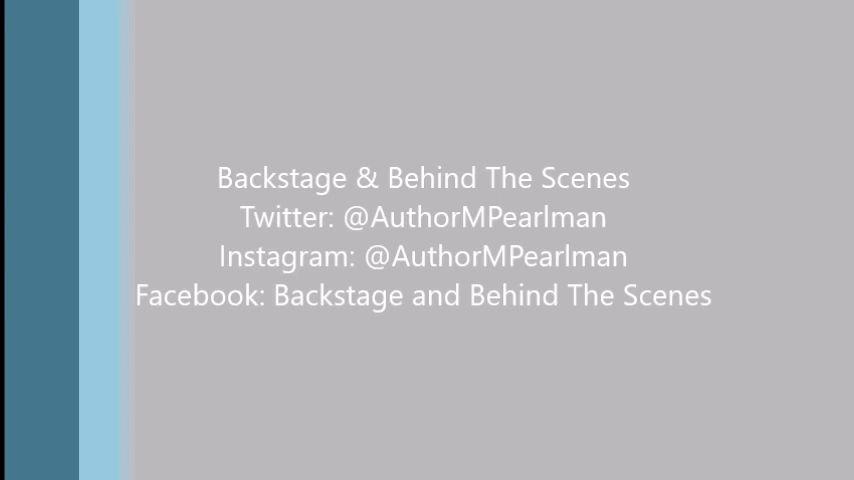 Backstage & Behind The Scenes
Twitter: @AuthorMPearlman
Instagram: @AuthorMPearlman
Facebook: Backstage and Behind The Scenes